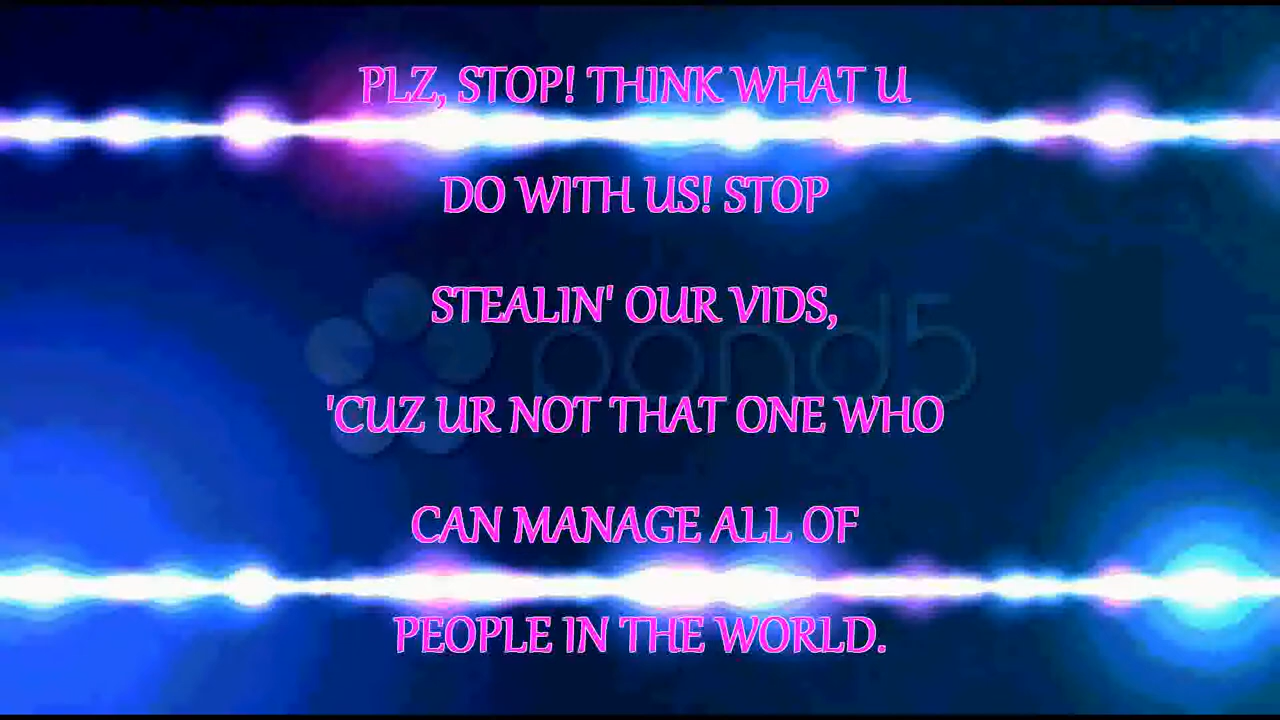 PLZ, STOP! THINK WHAT U
DO WITH US! STOP
STEALIN' OUR VIDS,
pond5
'CUZ UR NOT THAT ONE WHO
CAN MANAGE ALL OF
PEOPLE IN THE WORLD.